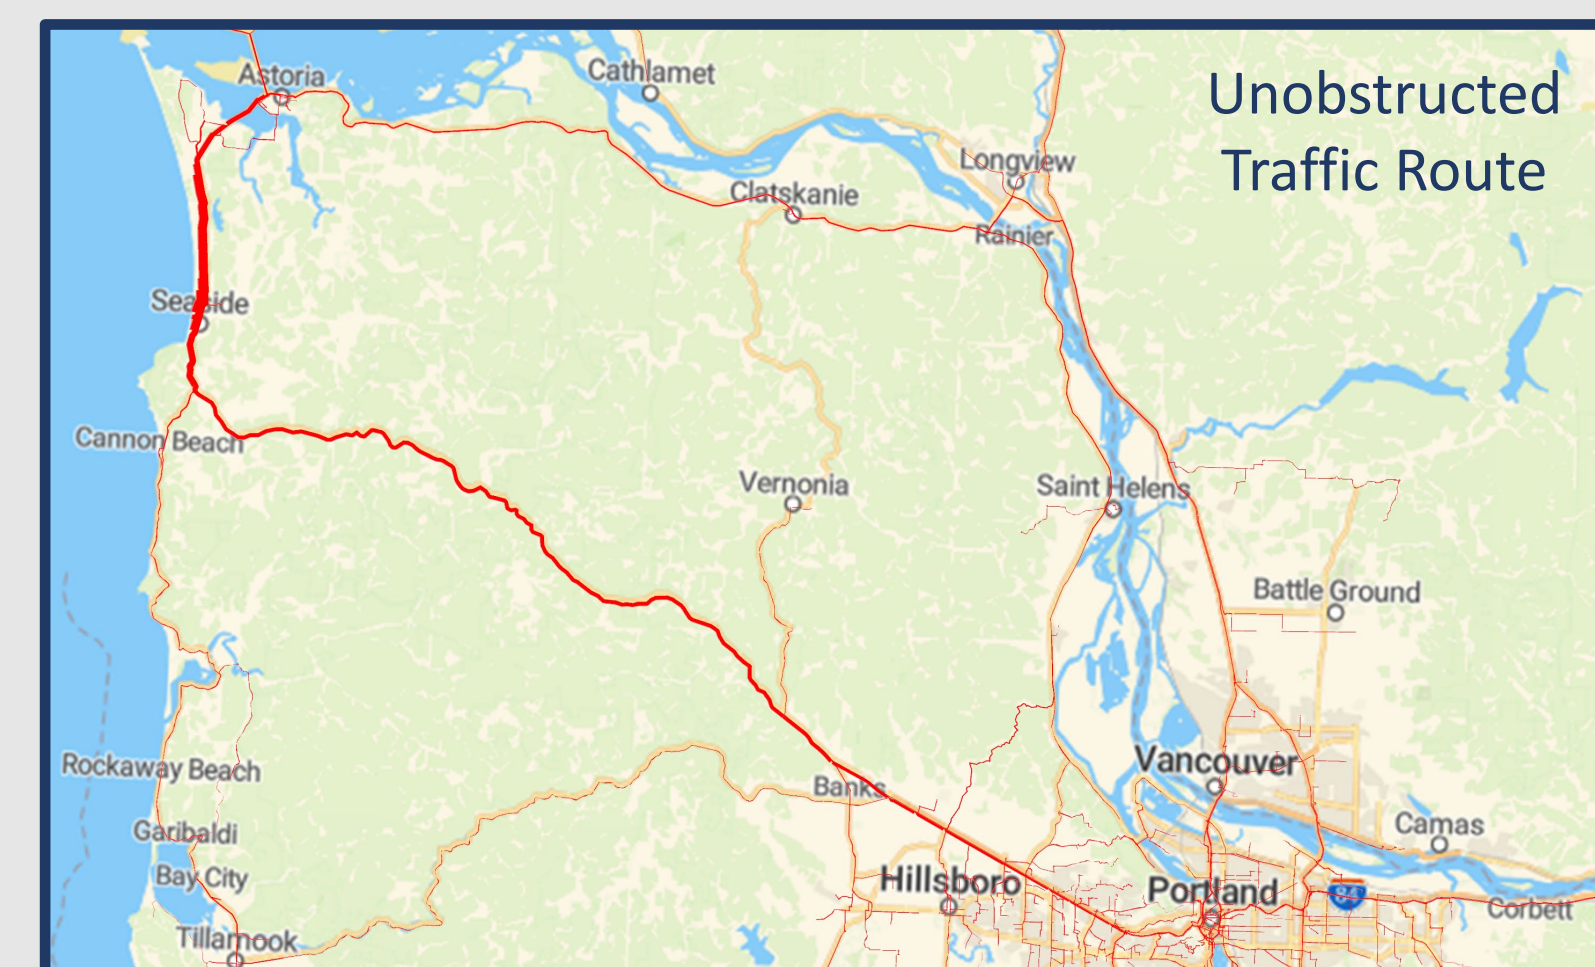 Unobstructed
Traffic Route
Astoria
Cathlamet
Longview
Clatskanie
Rainier
Seaside
Cannon Beach
Vernonia
Saint Helens
Battle Ground
Vancouver
Rockaway Beach
Banks
Garibaldi
Camas
Bay City
Hillsboro
Portland
84
Corbett
Tillamook